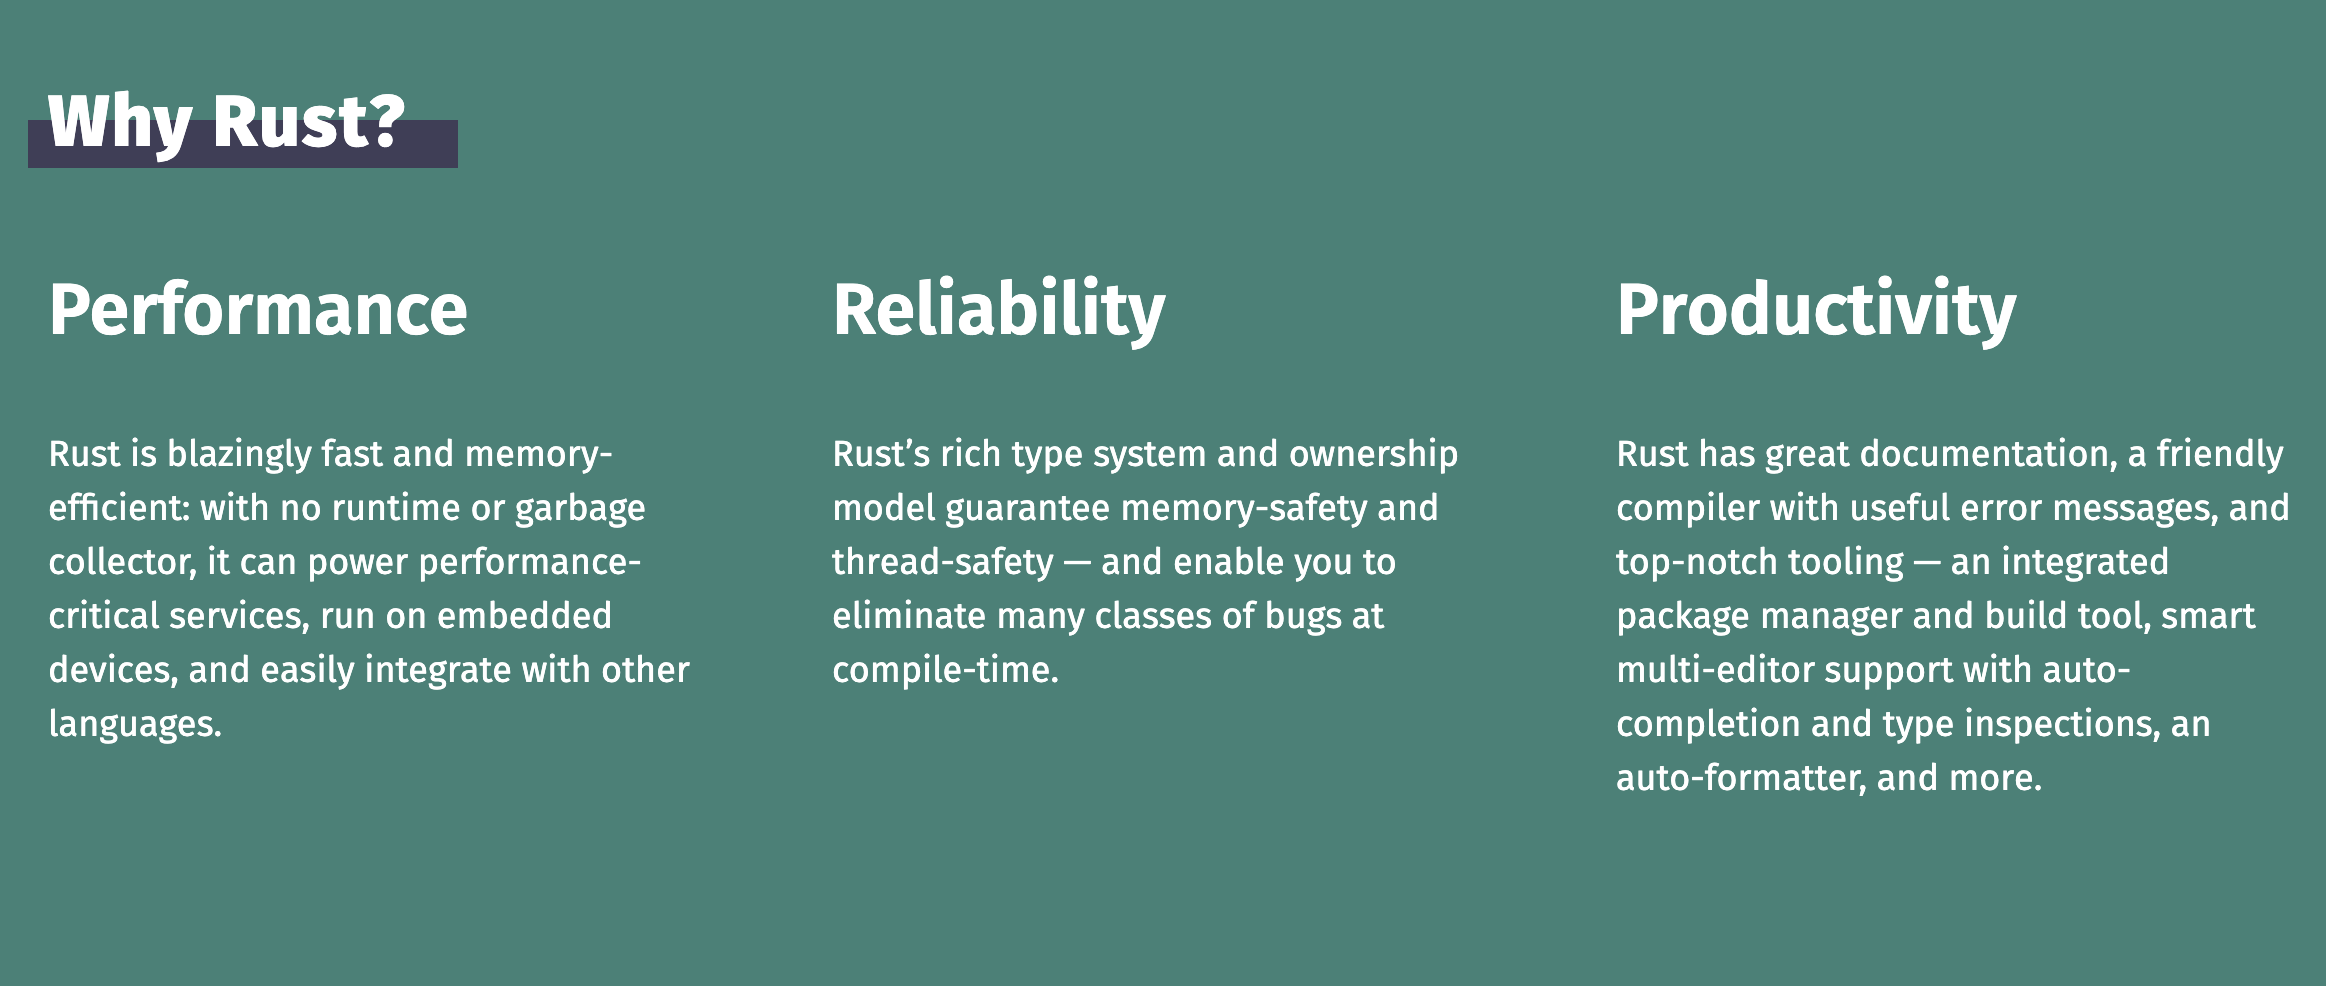 Why Rust?
Performance
Rust is blazingly fast and memory-
efficient: with no runtime or garbage
collector, it can power performance-
critical services, run on embedded
devices, and easily integrate with other
languages.
Reliability
Rust’s rich type system and ownership
model guarantee memory-safety and
thread-safety — and enable you to
eliminate many classes of bugs at
compile-time.
Productivity
Rust has great documentation, a friendly
compiler with useful error messages, and
top-notch tooling — an integrated
package manager and build tool, smart
multi-editor support with auto-
completion and type inspections, an
auto-formatter, and more.